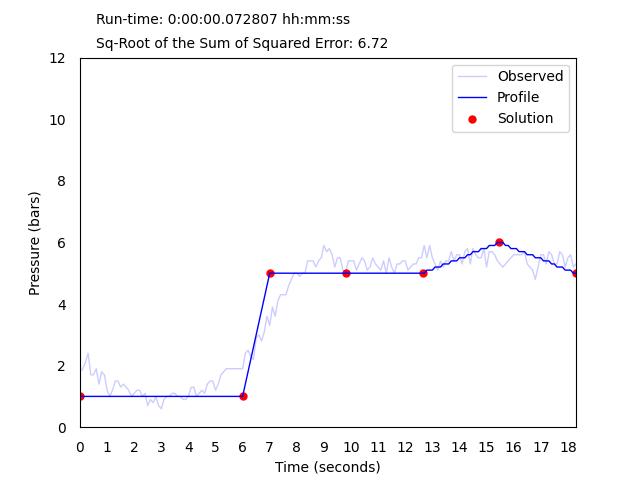 Run-time: 0:00:00.072807 hh:mm:ss
Sq-Root of the Sum of Squared Error: 6.72
12
10
8
6
4
2
0
Pressure (bars)
Observed
Profile
Solution
0 1 2 3 4 5 6 7 8 9 10 11 12 13 14 15 16 17 18
Time (seconds)